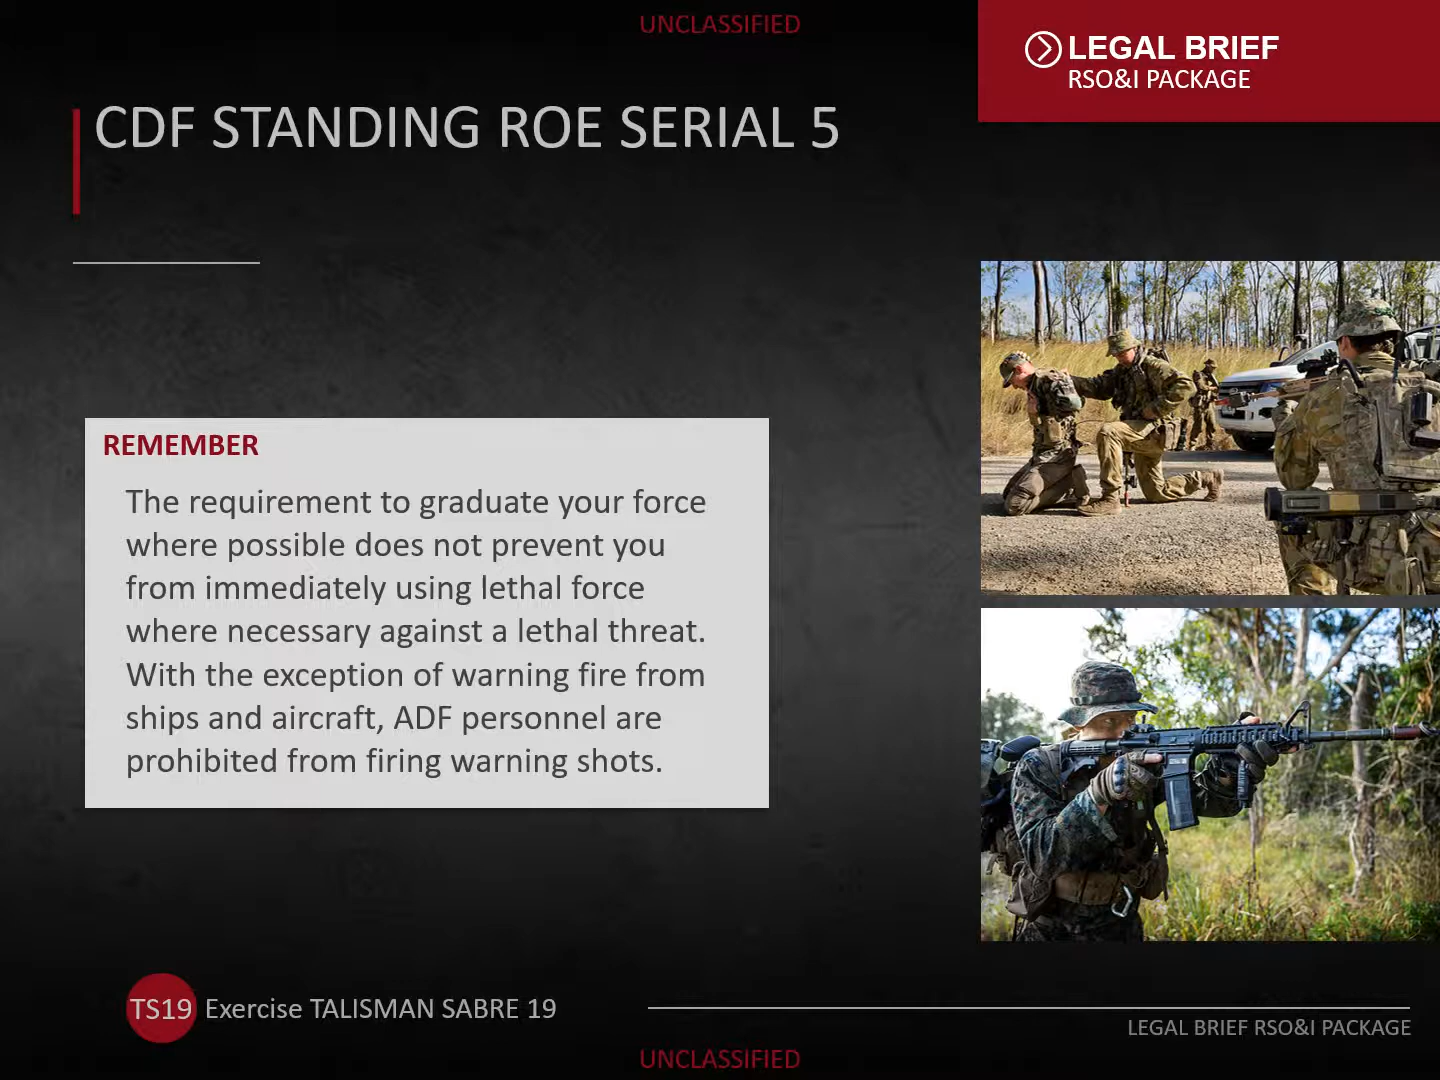 UNCLASSIFIED
LEGAL BRIEF
RSO&I PACKAGE
CDF STANDING ROE SERIAL 5
REMEMBER
The requirement to graduate your force
where possible does not prevent you
from immediately using lethal force
where necessary against a lethal threat.
With the exception of warning fire from
ships and aircraft, ADF personnel are
prohibited from firing warning shots.
TS19 Exercise TALISMAN SABRE 19
LEGAL BRIEF RSO&I PACKAGE
UNCLASSIFIED